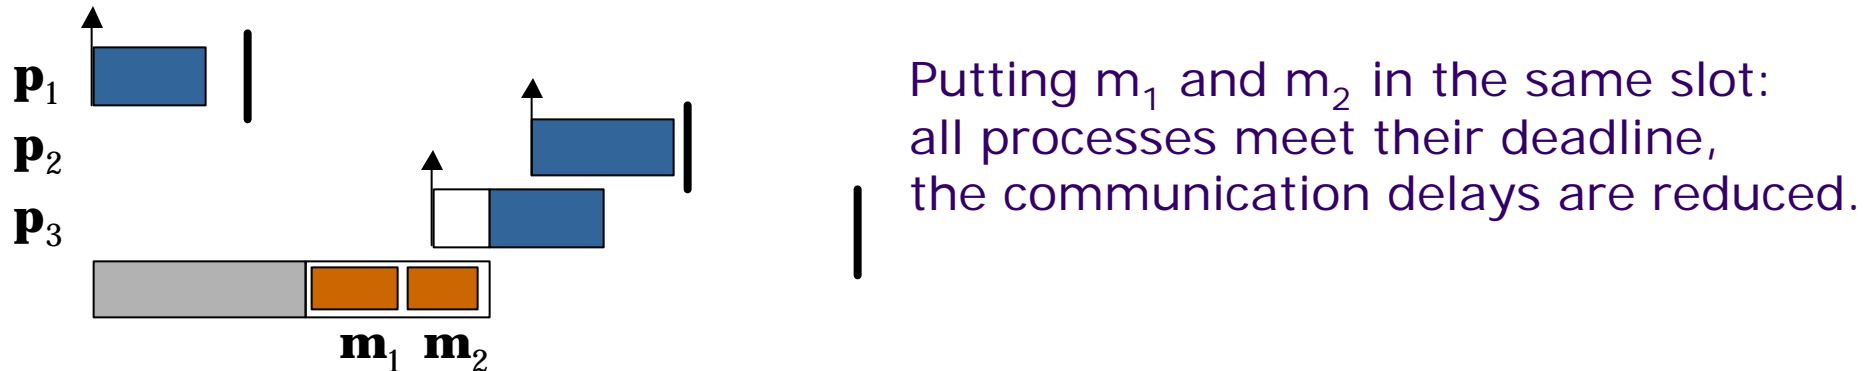 p₁
p₂
p₃
m₁ m₂
Putting m₁ and m₂ in the same slot:
all processes meet their deadline,
the communication delays are reduced.